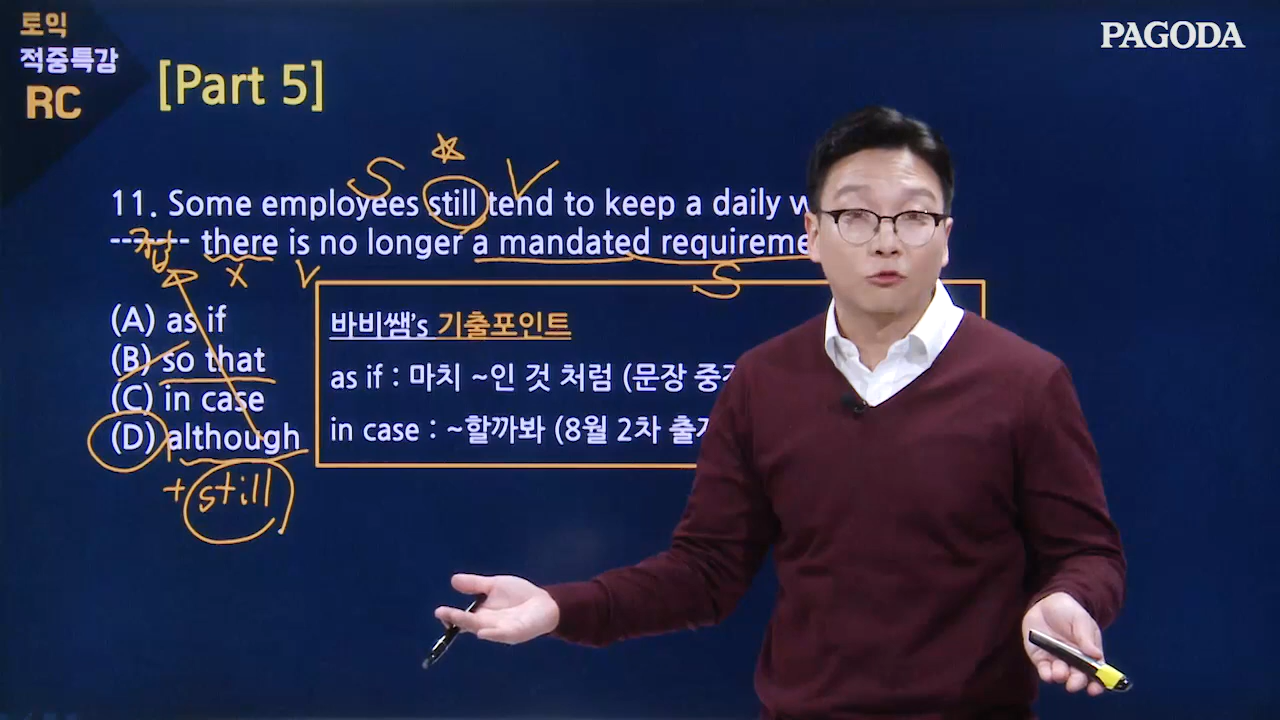 토익
적중특강
RC
PAGODA
[Part 5]
S V
11. Some employees still tend to keep a daily
------- there is no longer a mandated
접
x V S
(A) as if
(B) so that
(C) in case
(D) although
+ still
바비쌤's 기출포인트
as if : 마치 ~인 것 처럼 (문장
in case : ~할까봐 (8월 2차